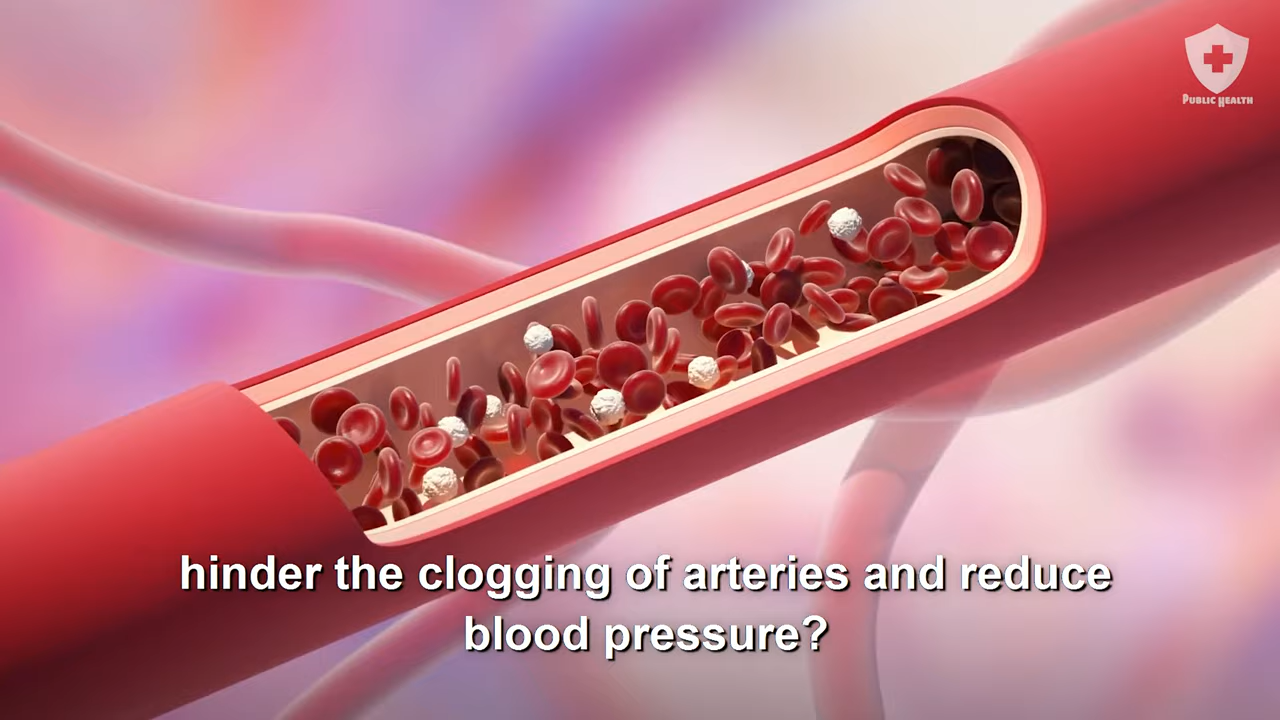 PUBLIC HEALTH
hinder the clogging of arteries and reduce
blood pressure?